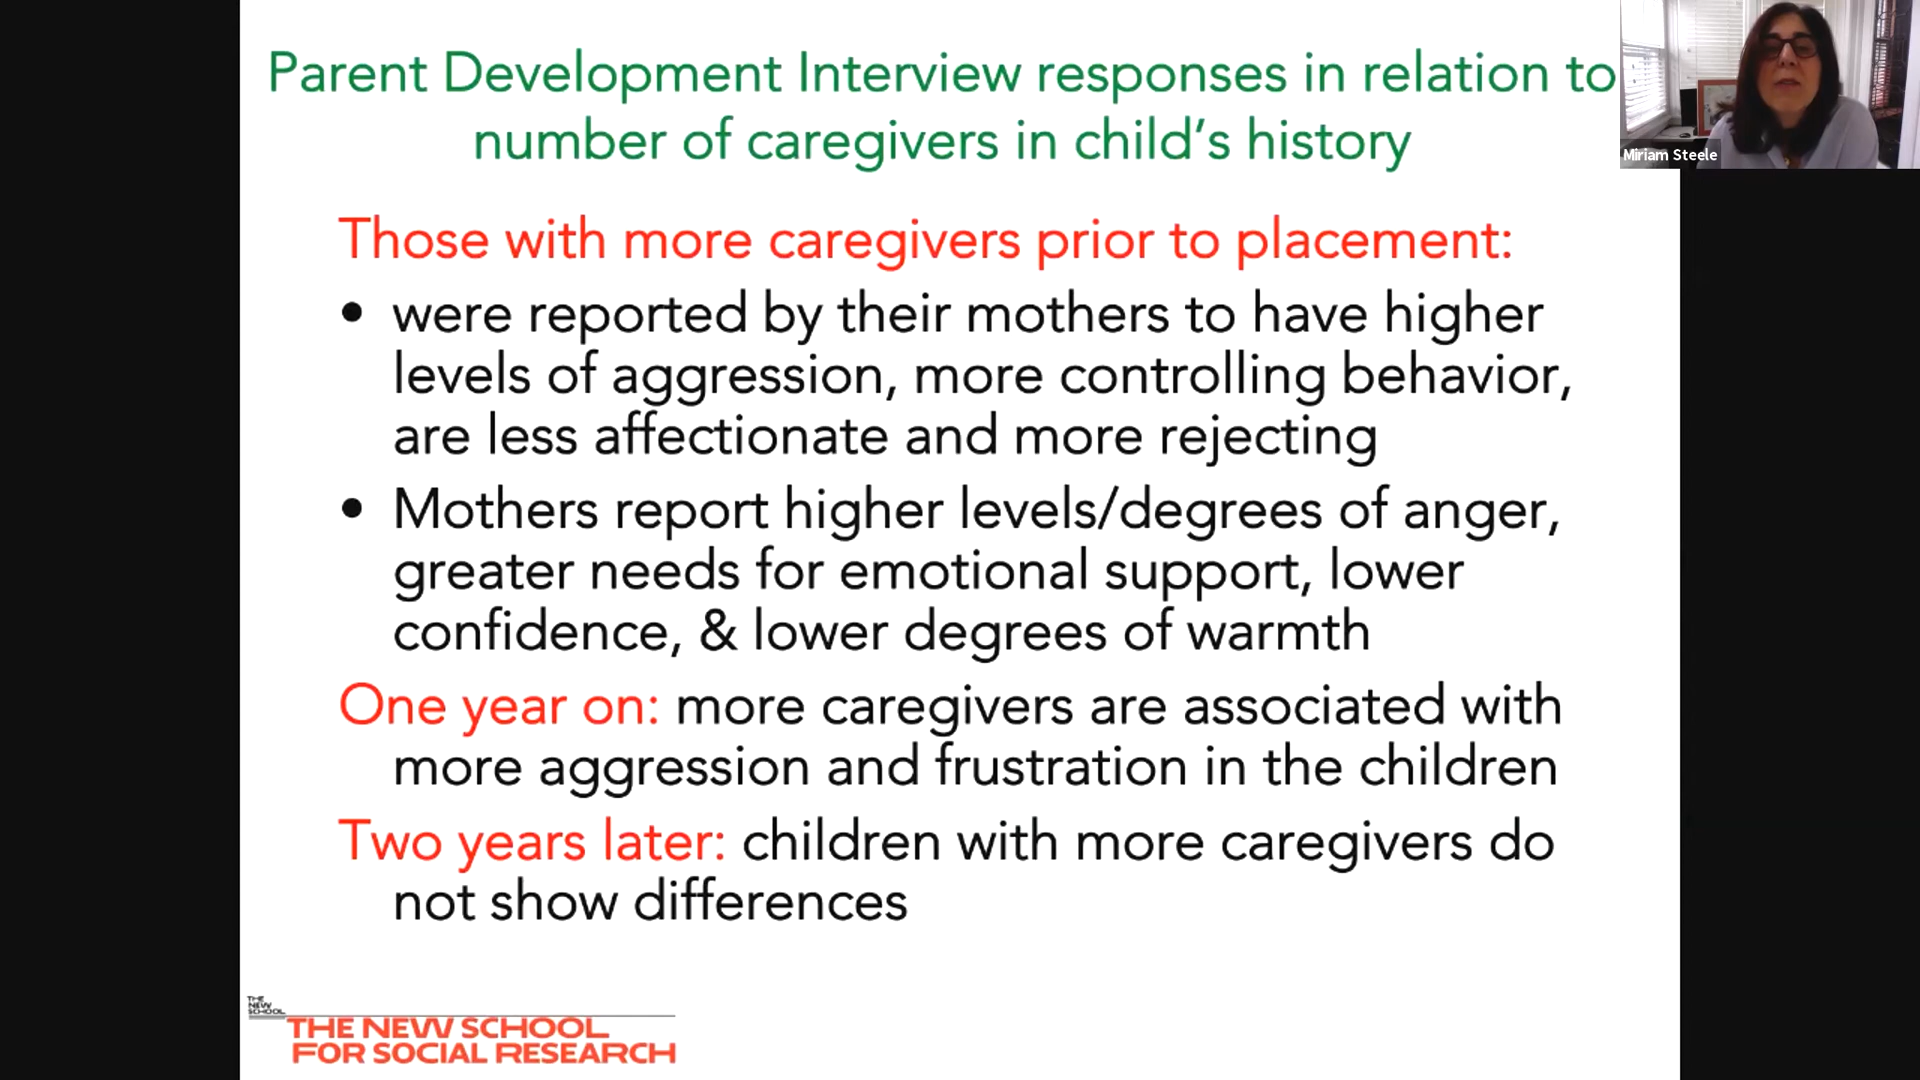 Parent Development Interview responses in relation to
number of caregivers in child's history
Miriam Steele
Those with more caregivers prior to placement:
• were reported by their mothers to have higher
levels of aggression, more controlling behavior,
are less affectionate and more rejecting
• Mothers report higher levels/degrees of anger,
greater needs for emotional support, lower
confidence, & lower degrees of warmth
One year on: more caregivers are associated with
more aggression and frustration in the children
Two years later: children with more caregivers do
not show differences
THE
NEW
SCHOOL
THE NEW SCHOOL
FOR SOCIAL RESEARCH